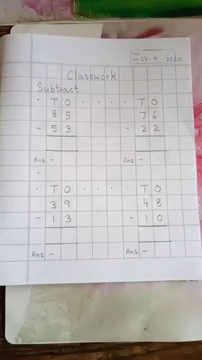 Classwork
Subtract
T O T O
8 5 7 6
- 5 3 - 2 2
Ans - Ans -
T O T O
3 9 4 8
- 1 3 - 1 0
Ans - Ans -